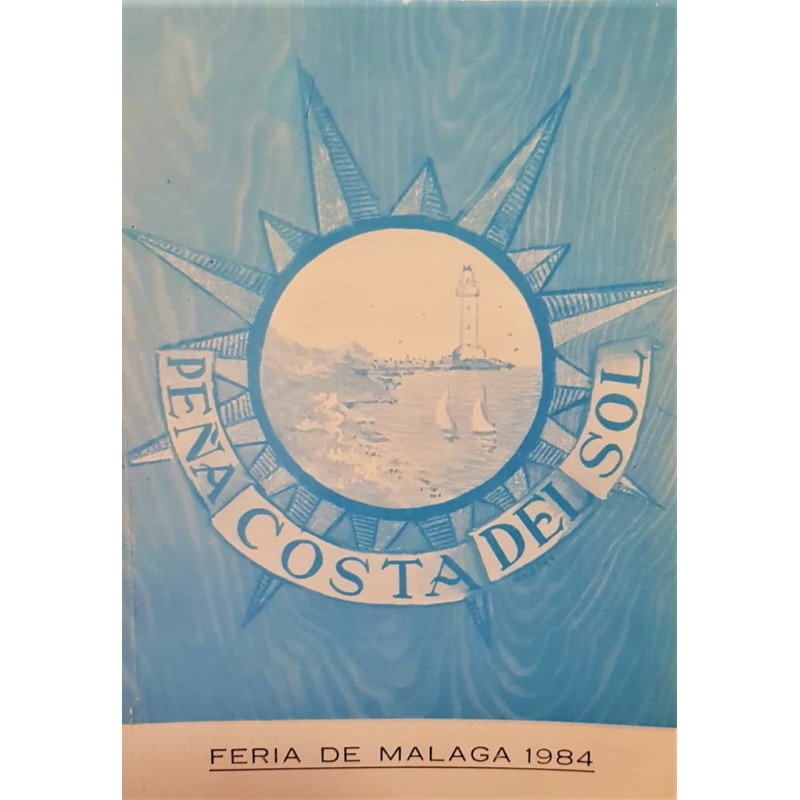 PEÑA COSTA DEL SOL
FERIA DE MALAGA 1984